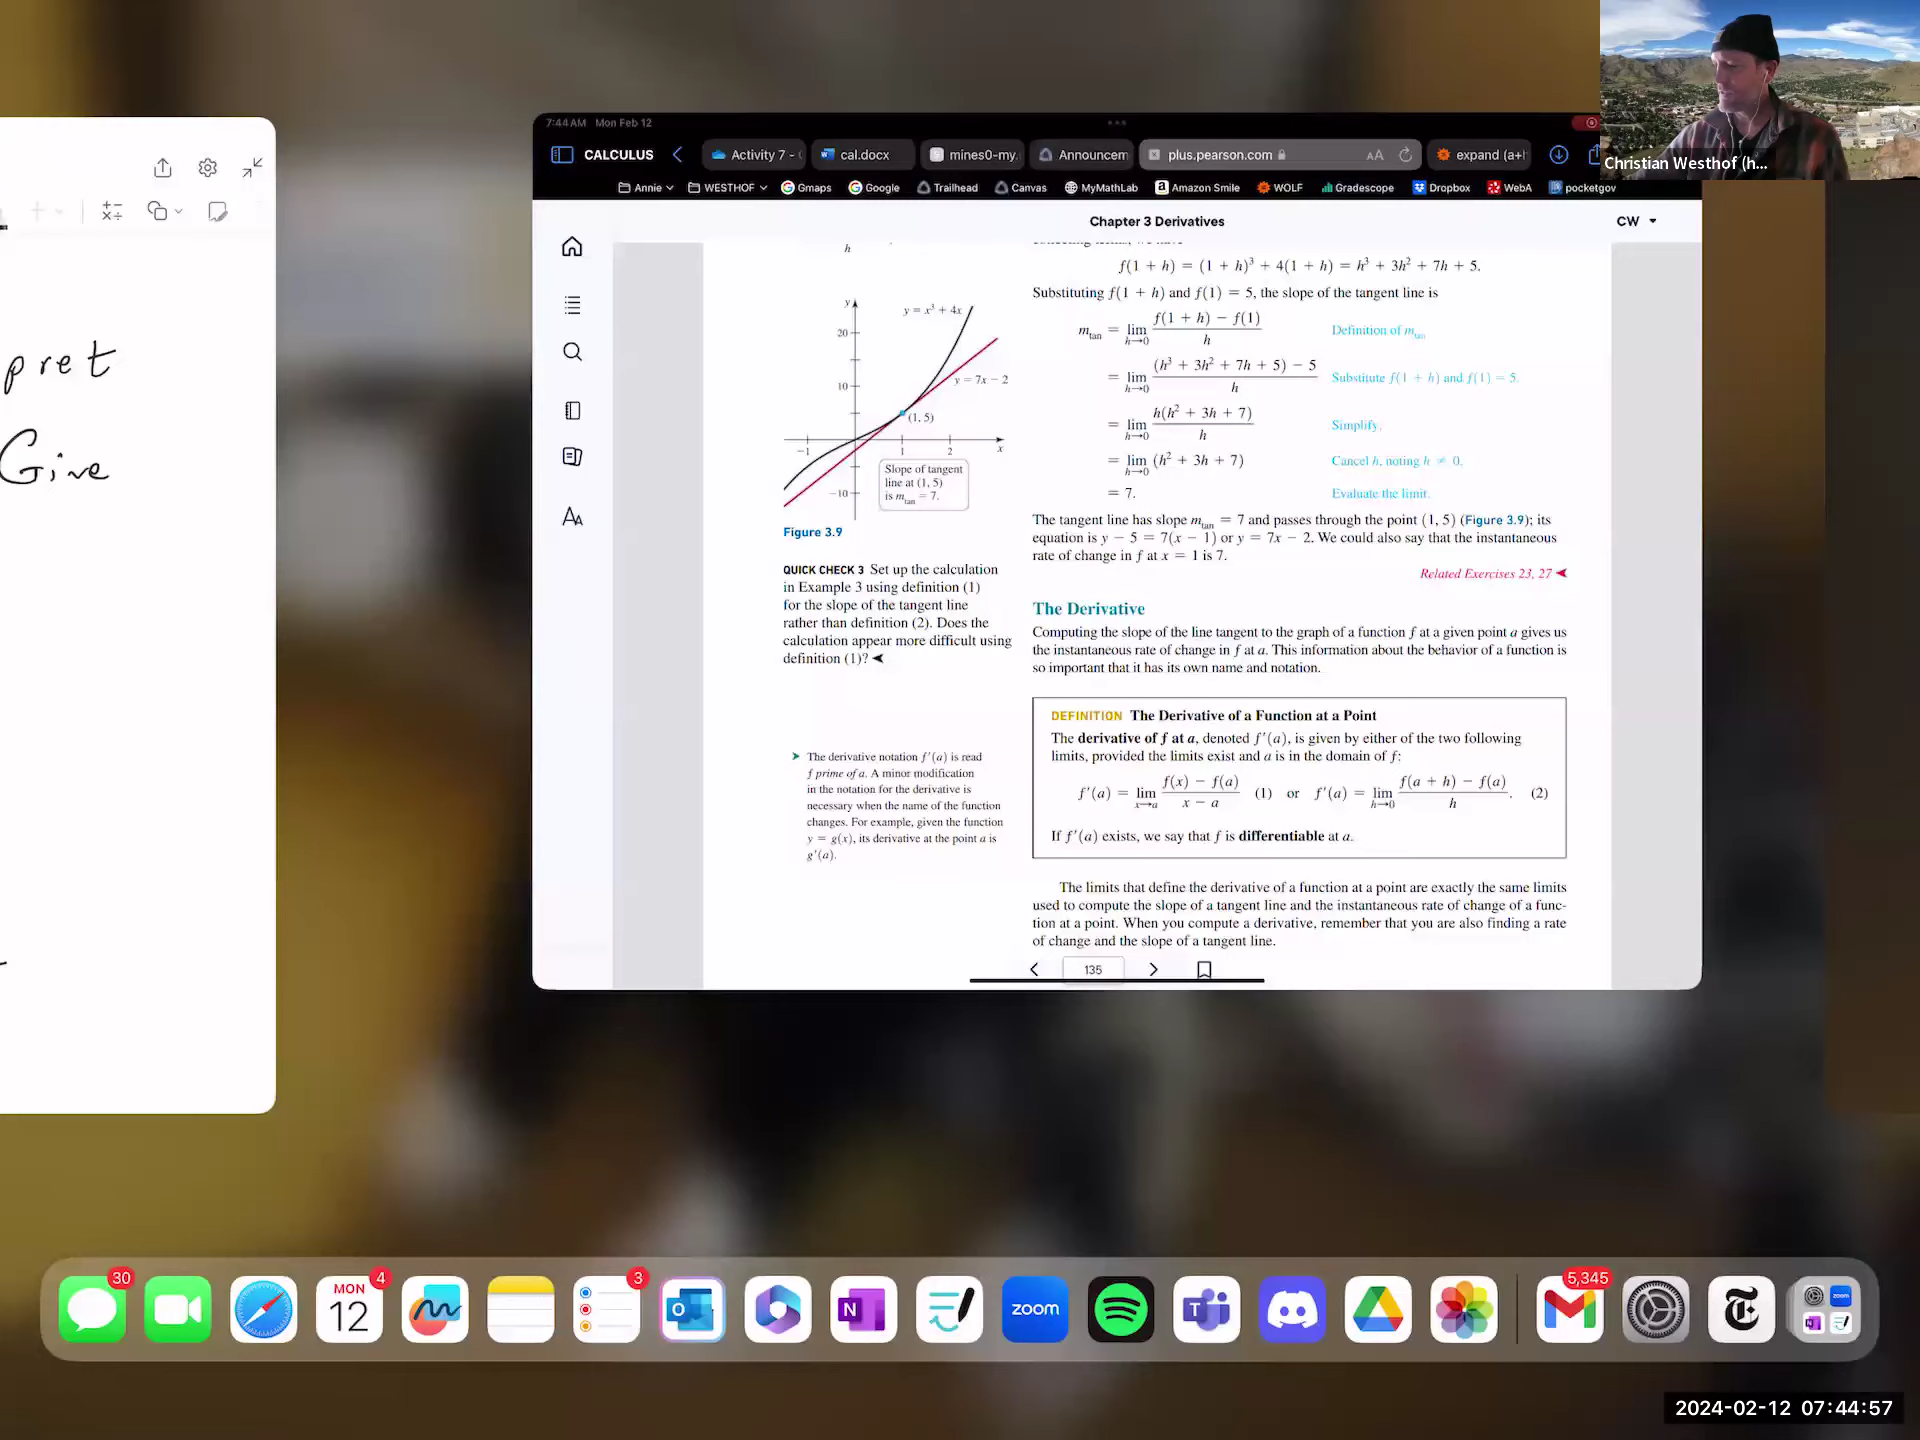 Christian Westhof (h...
7:44 AM Mon Feb 12
CALCULUS
Activity 7 -
cal.docx
mines0-my.
Announcem
plus.pearson.com
AA
expand (a+
Annie
WESTHOF
Gmaps
Google
Trailhead
Canvas
MyMathLab
Amazon Smile
WOLF
Gradescope
Dropbox
WebA
pocketgov
Chapter 3 Derivatives
CW
pret
Give
h
f(1 + h) = (1 + h)³ + 4(1 + h) = h³ + 3h² + 7h + 5.
Substituting f(1 + h) and f(1) = 5, the slope of the tangent line is
m_tan = lim_{h→0} (f(1 + h) − f(1))/h Definition of m_tan
= lim_{h→0} ((h³ + 3h² + 7h + 5) − 5)/h Substitute f(1 + h) and f(1) = 5.
= lim_{h→0} h(h² + 3h + 7)/h Simplify.
= lim_{h→0} (h² + 3h + 7) Cancel h, noting h ≠ 0.
= 7. Evaluate the limit.
The tangent line has slope m_tan = 7 and passes through the point (1, 5) (Figure 3.9); its
equation is y − 5 = 7(x − 1) or y = 7x − 2. We could also say that the instantaneous
rate of change in f at x = 1 is 7.
Related Exercises 23, 27
y
y = x³ + 4x
20
10
y = 7x − 2
(1, 5)
−1
1
2
x
−10
Slope of tangent
line at (1, 5)
is m_tan = 7.
Figure 3.9
QUICK CHECK 3 Set up the calculation
in Example 3 using definition (1)
for the slope of the tangent line
rather than definition (2). Does the
calculation appear more difficult using
definition (1)?
The Derivative
Computing the slope of the line tangent to the graph of a function f at a given point a gives us
the instantaneous rate of change in f at a. This information about the behavior of a function is
so important that it has its own name and notation.
DEFINITION The Derivative of a Function at a Point
The derivative of f at a, denoted f′(a), is given by either of the two following
limits, provided the limits exist and a is in the domain of f:
f′(a) = lim_{x→a} (f(x) − f(a))/(x − a) (1) or f′(a) = lim_{h→0} (f(a + h) − f(a))/h. (2)
If f′(a) exists, we say that f is differentiable at a.
The derivative notation f′(a) is read
f prime of a. A minor modification
in the notation for the derivative is
necessary when the name of the function
changes. For example, given the function
y = g(x), its derivative at the point a is
g′(a).
The limits that define the derivative of a function at a point are exactly the same limits
used to compute the slope of a tangent line and the instantaneous rate of change of a func-
tion at a point. When you compute a derivative, remember that you are also finding a rate
of change and the slope of a tangent line.
135
30
MON
12
4
3
O
N
zoom
T
5,345
zoom
2024-02-12 07:44:57